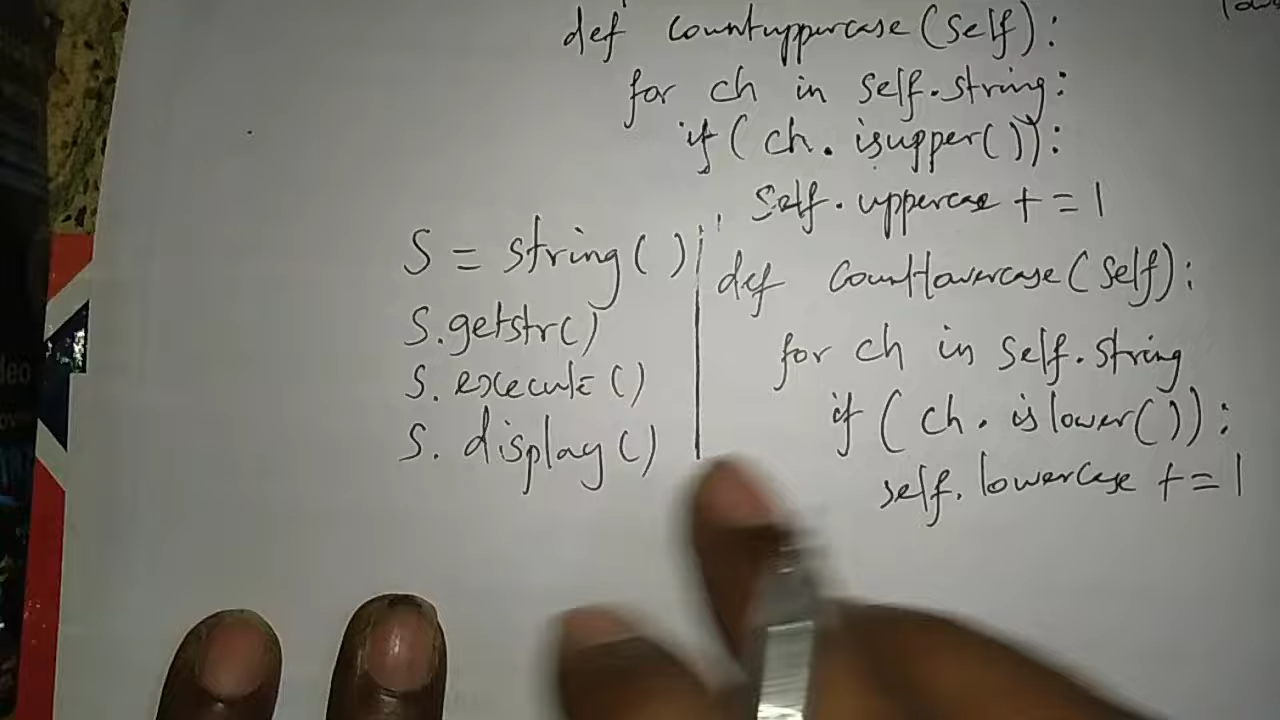 def countuppercase(self):
for ch in self.string:
if (ch.isupper()):
self.uppercase += 1
S = string()
S.getstr()
S.execute()
S.display()
def countlowercase(self):
for ch in self.string
if (ch.islower()):
self.lowercase += 1